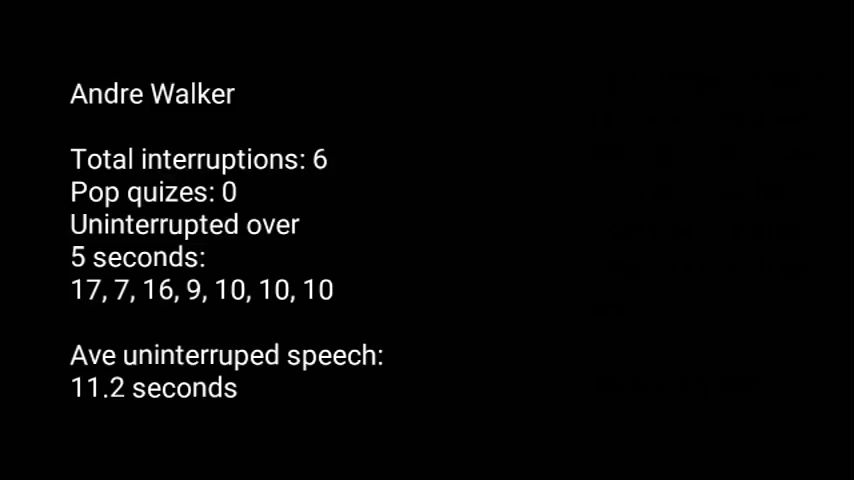 Andre Walker
Total interruptions: 6
Pop quizes: 0
Uninterrupted over
5 seconds:
17, 7, 16, 9, 10, 10, 10
Ave uninterruped speech:
11.2 seconds